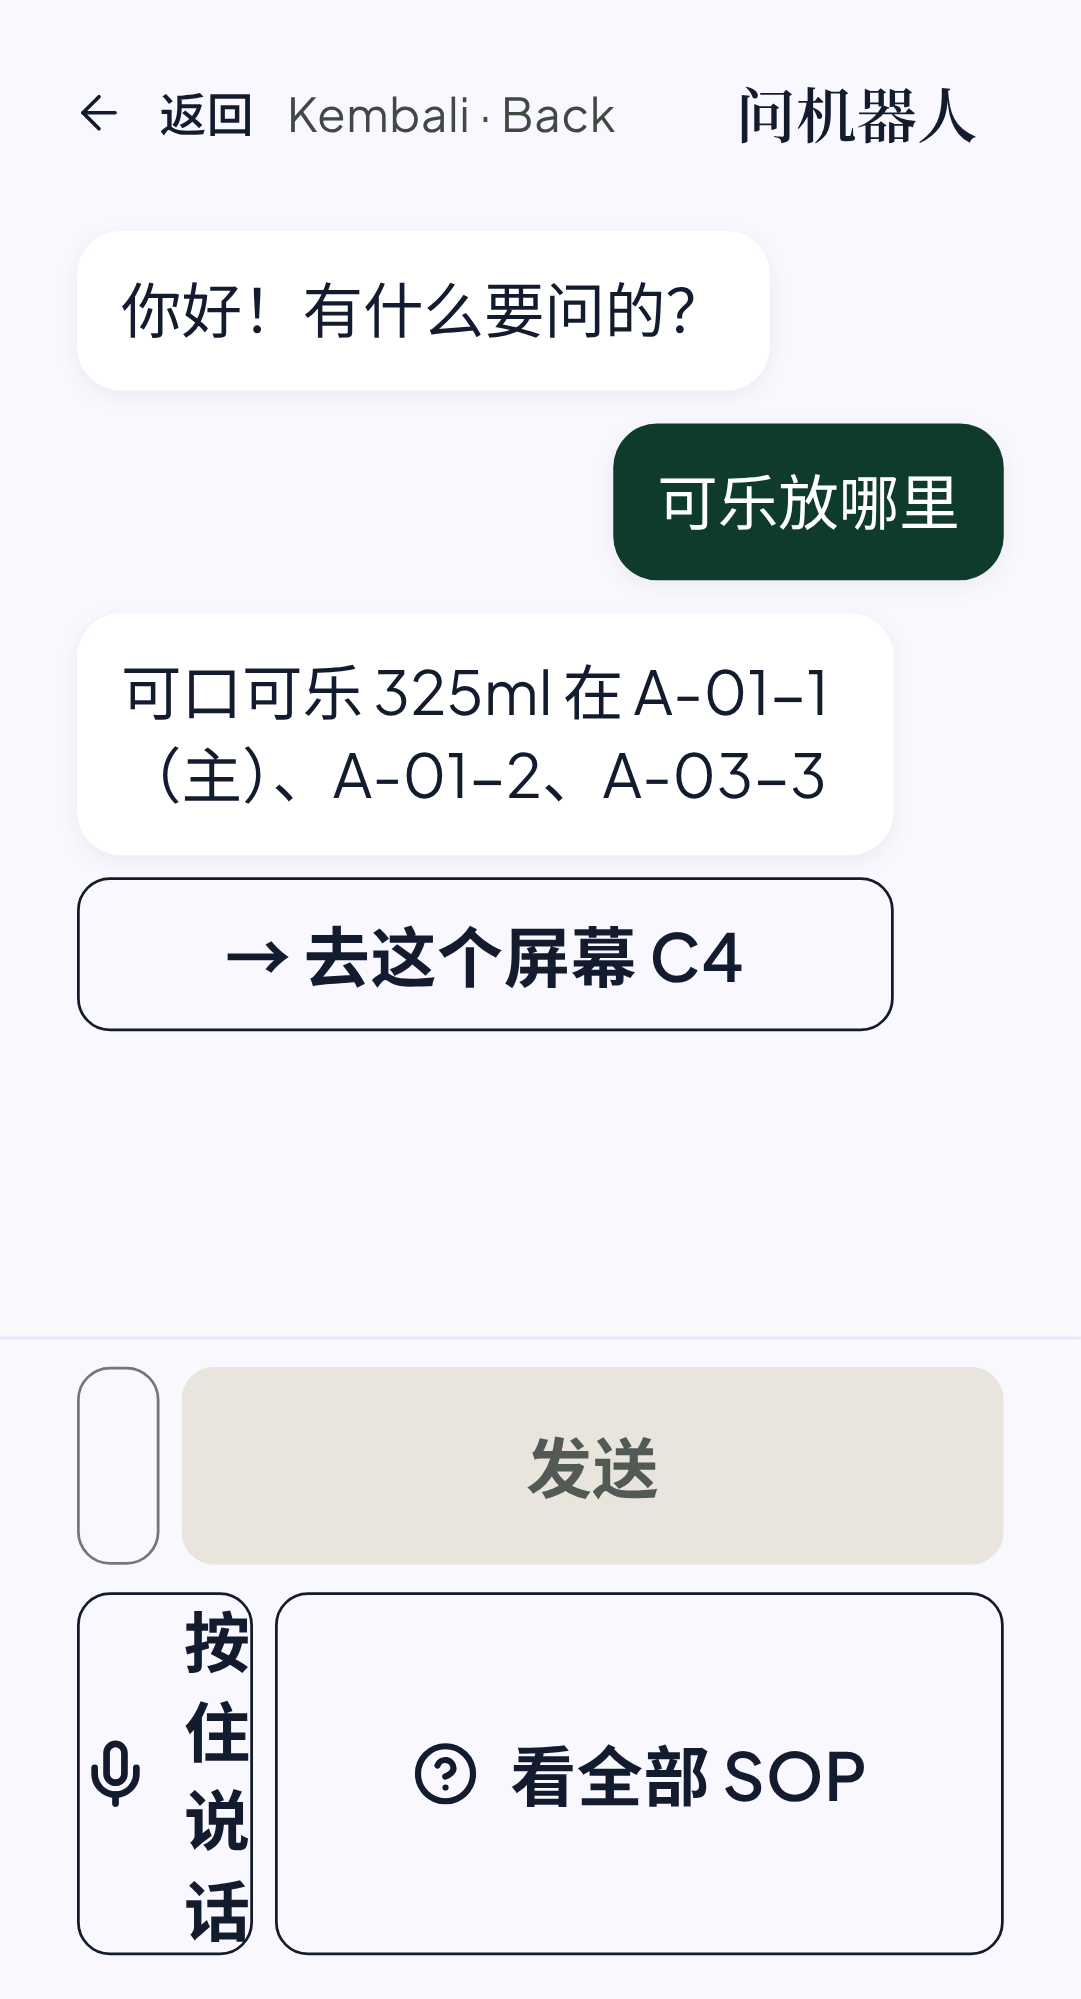 返回 Kembali · Back 问机器人
你好！有什么要问的？
可乐放哪里
可口可乐 325ml 在 A-01-1
（主）、A-01-2、A-03-3
→ 去这个屏幕 C4
发送
按
住
说
话
看全部 SOP